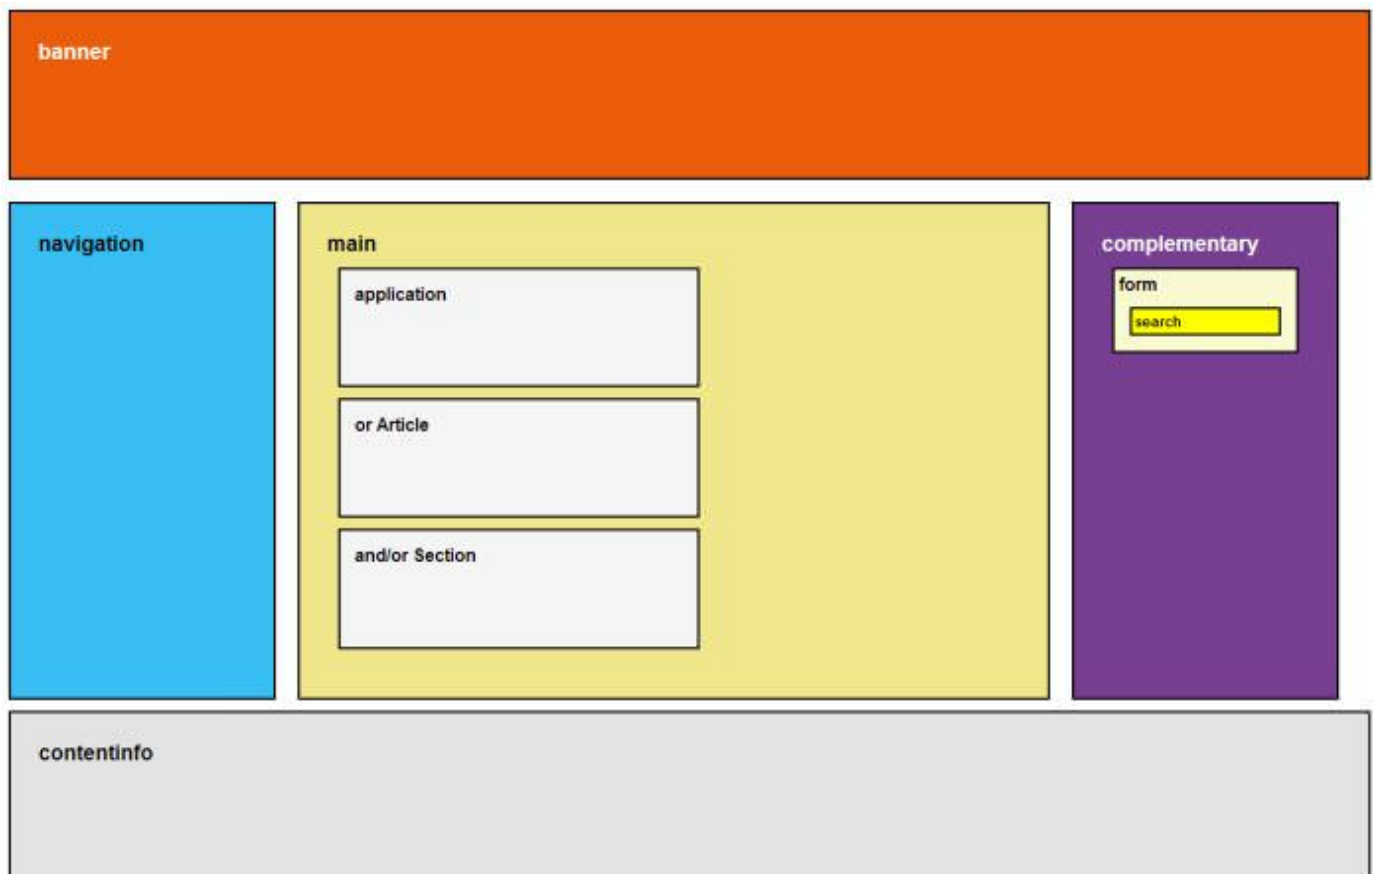 banner
navigation
main
application
or Article
and/or Section
complementary
form
search
contentinfo